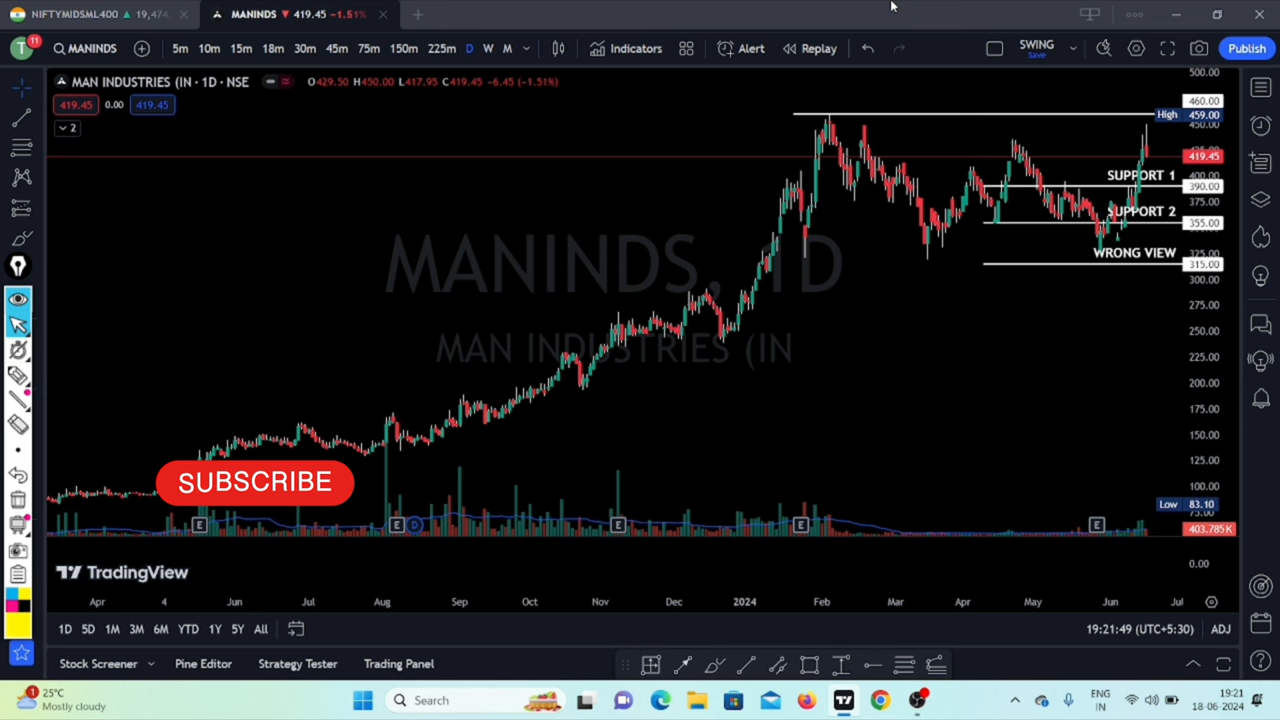 NIFTYMIDSML400 ▲ 19,474
MANINDS ▼ 419.45 −1.51%
T 11 MANINDS 5m 10m 15m 18m 30m 45m 75m 150m 225m D W M Indicators Alert Replay SWING Save Publish
MAN INDUSTRIES (IN · 1D · NSE O429.50 H450.00 L417.95 C419.45 −6.45 (−1.51%)
419.45 0.00 419.45
2
500.00
460.00
High 459.00
450.00
419.45
400.00
SUPPORT 1
390.00
375.00
SUPPORT 2
355.00
WRONG VIEW
315.00
300.00
275.00
250.00
225.00
200.00
175.00
150.00
125.00
100.00
Low 83.10
75.00
403.785K
0.00
MANINDS, 1D
MAN INDUSTRIES (IN
SUBSCRIBE
E E D E E E
TradingView
Apr 4 Jun Jul Aug Sep Oct Nov Dec 2024 Feb Mar Apr May Jun Jul
1D 5D 1M 3M 6M YTD 1Y 5Y All 19:21:49 (UTC+5:30) ADJ
Stock Screener Pine Editor Strategy Tester Trading Panel
1 25°C
Mostly cloudy
Search
ENG
IN
19:21
18-06-2024